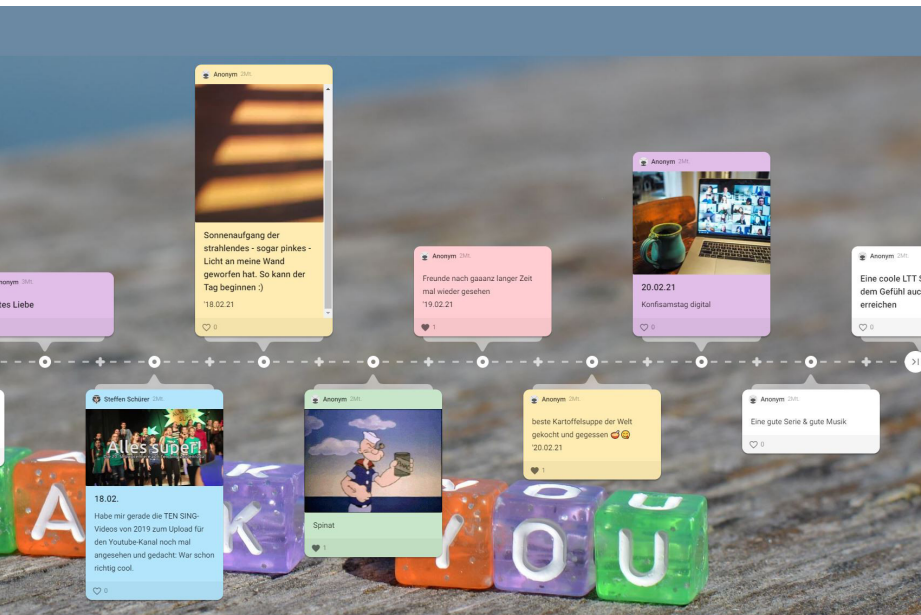 Anonym 2Mt.
Sonnenaufgang der
strahlendes - sogar pinkes -
Licht an meine Wand
geworfen hat. So kann der
Tag beginnen :)
'18.02.21
0
Anonym 2Mt.
20.02.21
Konfisamstag digital
0
Anonym 2Mt.
Freunde nach gaaanz langer Zeit
mal wieder gesehen
'19.02.21
1
Anonym 2Mt.
Eine coole LTT S
dem Gefühl auc
erreichen
0
nonym 2Mt.
tes Liebe
Steffen Schürer 2Mt.
Alles super!
18.02.
Habe mir gerade die TEN SING-
Videos von 2019 zum Upload für
den Youtube-Kanal noch mal
angesehen und gedacht: War schon
richtig cool.
0
Anonym 2Mt.
Spinat
1
Anonym 2Mt.
beste Kartoffelsuppe der Welt
gekocht und gegessen 🍲😋
'20.02.21
1
Anonym 2Mt.
Eine gute Serie & gute Musik
0
A K
YOU